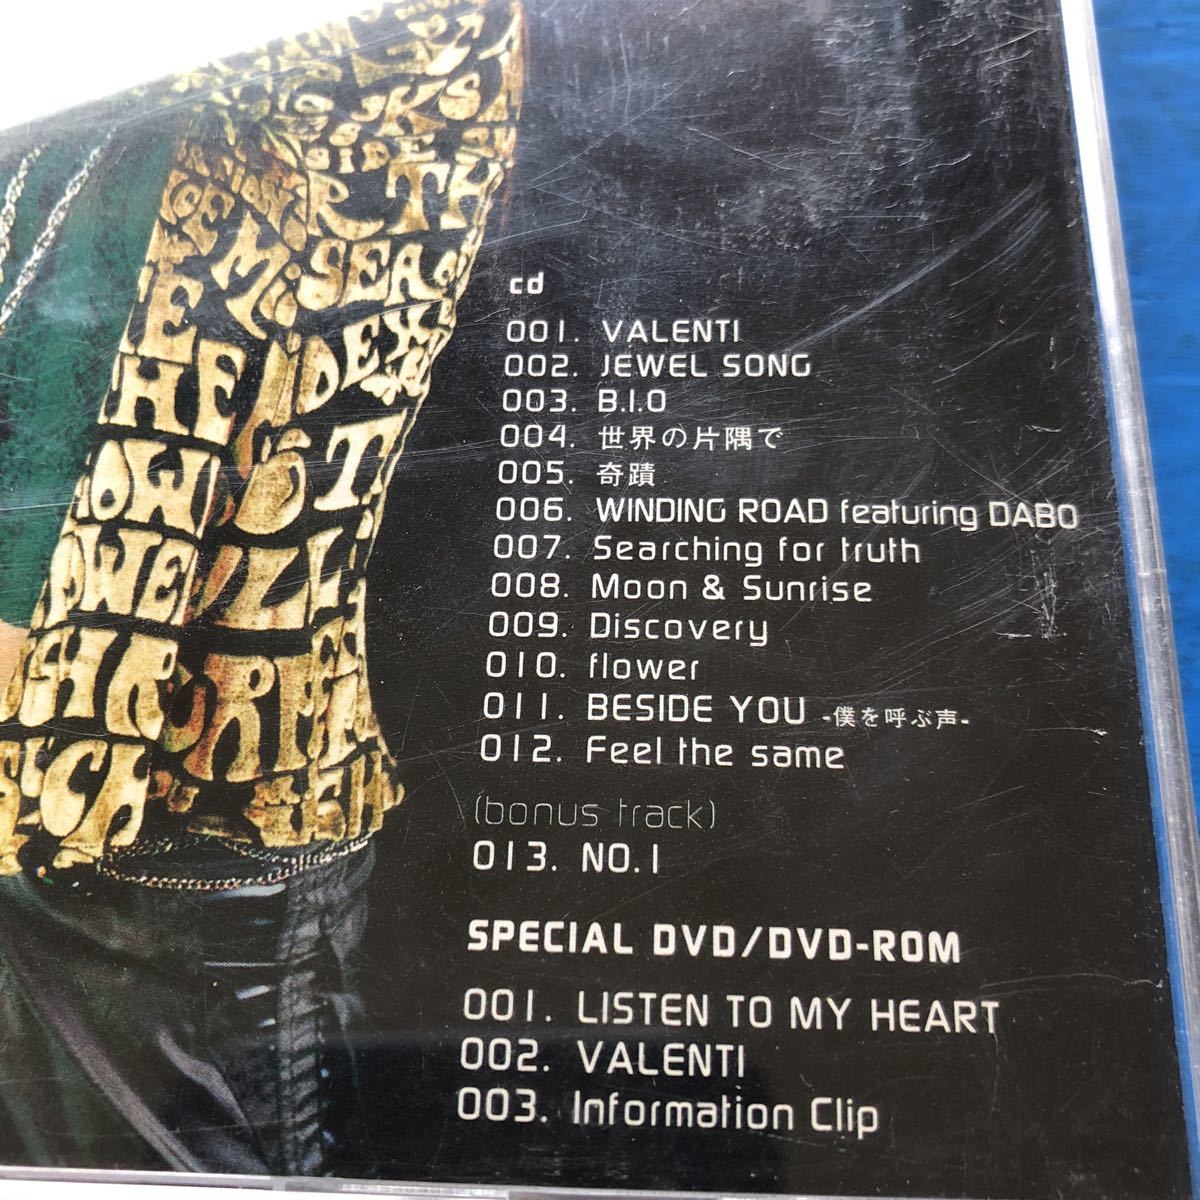 cd
001. VALENTI
002. JEWEL SONG
003. B.I.O
004. 世界の片隅で
005. 奇蹟
006. WINDING ROAD featuring DABO
007. Searching for truth
008. Moon & Sunrise
009. Discovery
010. flower
011. BESIDE YOU -僕を呼ぶ声-
012. Feel the same
(bonus track)
013. NO.1
SPECIAL DVD/DVD-ROM
001. LISTEN TO MY HEART
002. VALENTI
003. Information Clip